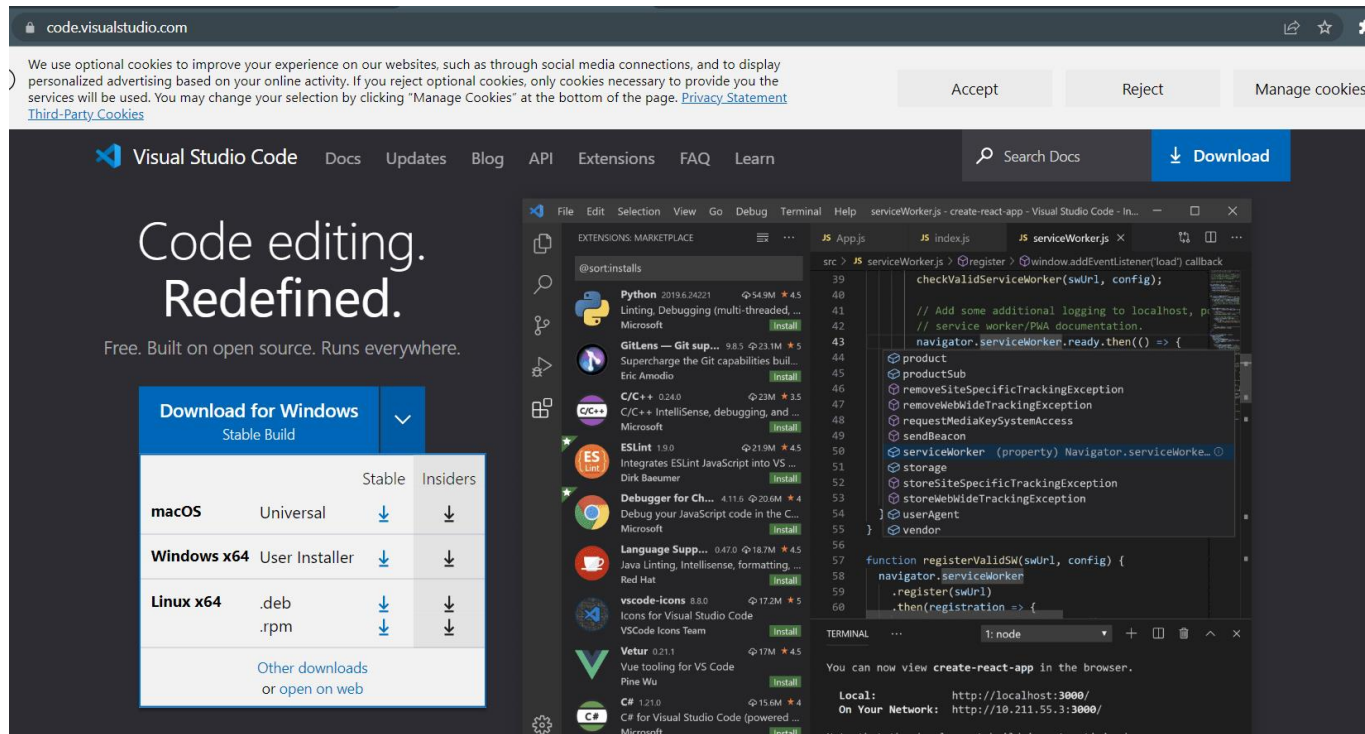 code.visualstudio.com
We use optional cookies to improve your experience on our websites, such as through social media connections, and to display
personalized advertising based on your online activity. If you reject optional cookies, only cookies necessary to provide you the
services will be used. You may change your selection by clicking “Manage Cookies” at the bottom of the page. Privacy Statement
Third-Party Cookies
Accept
Reject
Manage cookies
Visual Studio Code Docs Updates Blog API Extensions FAQ Learn
Search Docs
Download
Code editing.
Redefined.
Free. Built on open source. Runs everywhere.
Download for Windows
Stable Build
Stable Insiders
macOS Universal
Windows x64 User Installer
Linux x64 .deb
.rpm
Other downloads
or open on web
File Edit Selection View Go Debug Terminal Help serviceWorker.js - create-react-app - Visual Studio Code - In...
EXTENSIONS: MARKETPLACE ...
@sort:installs
Python 2019.6.24221 54.9M ★ 4.5
Linting, Debugging (multi-threaded, ...
Microsoft Install
GitLens — Git sup... 9.8.5 23.1M ★ 5
Supercharge the Git capabilities buil...
Eric Amodio Install
C/C++ 0.24.0 23M ★ 3.5
C/C++ C/C++ IntelliSense, debugging, and ...
Microsoft Install
ESLint 1.9.0 21.9M ★ 4.5
ES Lint Integrates ESLint JavaScript into VS ...
Dirk Baeumer Install
Debugger for Ch... 4.11.6 20.6M ★ 4
Debug your JavaScript code in the C...
Microsoft Install
Language Supp... 0.47.0 18.7M ★ 4.5
Java Linting, Intellisense, formatting, ...
Red Hat Install
vscode-icons 8.8.0 17.2M ★ 5
Icons for Visual Studio Code
VSCode Icons Team Install
Vetur 0.21.1 17M ★ 4.5
Vue tooling for VS Code
Pine Wu Install
C# 1.21.0 15.6M ★ 4
C# C# for Visual Studio Code (powered ...
Microsoft Install
JS App.js JS index.js JS serviceWorker.js ×
src > JS serviceWorker.js > register > window.addEventListener('load') callback
39 checkValidServiceWorker(swUrl, config);
40
41 // Add some additional logging to localhost, p
42 // service worker/PWA documentation.
43 navigator.serviceWorker.ready.then(() => {
44 product
45 productSub
46 removeSiteSpecificTrackingException
47 removeWebWideTrackingException
48 requestMediaKeySystemAccess
49 sendBeacon
50 serviceWorker (property) Navigator.serviceWorke...
51 storage
52 storeSiteSpecificTrackingException
53 storeWebWideTrackingException
54 } userAgent
55 } vendor
56
57 function registerValidSW(swUrl, config) {
58 navigator.serviceWorker
59 .register(swUrl)
60 .then(registration => {
TERMINAL ... 1: node
You can now view create-react-app in the browser.
Local: http://localhost:3000/
On Your Network: http://10.211.55.3:3000/